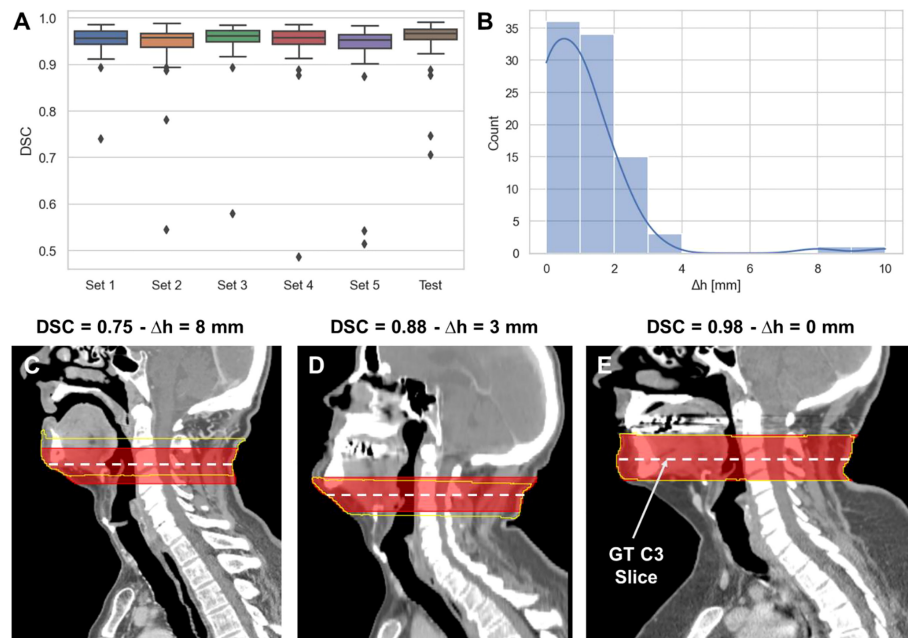 A
1.0
0.9
0.8
0.7
0.6
0.5
DSC
Set 1 Set 2 Set 3 Set 4 Set 5 Test
B
35
30
25
20
15
10
5
0
Count
0 2 4 6 8 10
Δh [mm]
DSC = 0.75 - Δh = 8 mm
DSC = 0.88 - Δh = 3 mm
DSC = 0.98 - Δh = 0 mm
C
D
E
GT C3
Slice